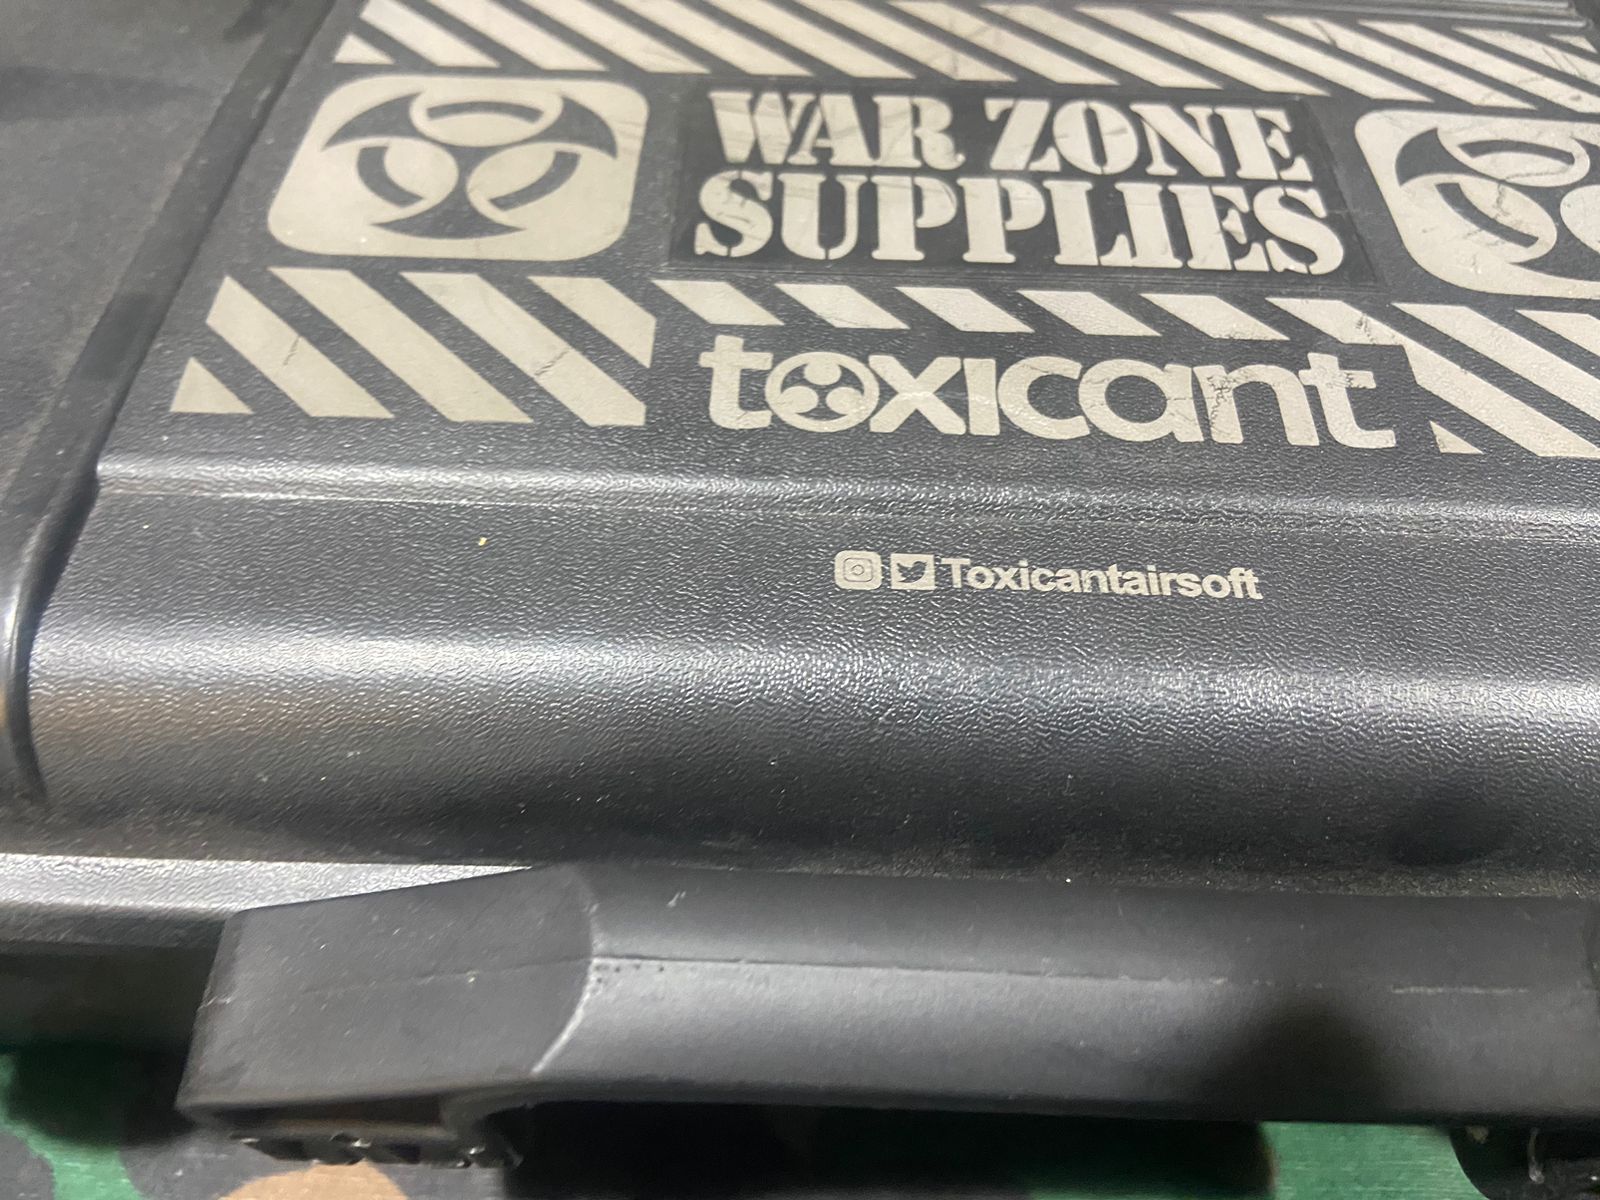 WAR ZONE
SUPPLIES
toxicant
Toxicantairsoft